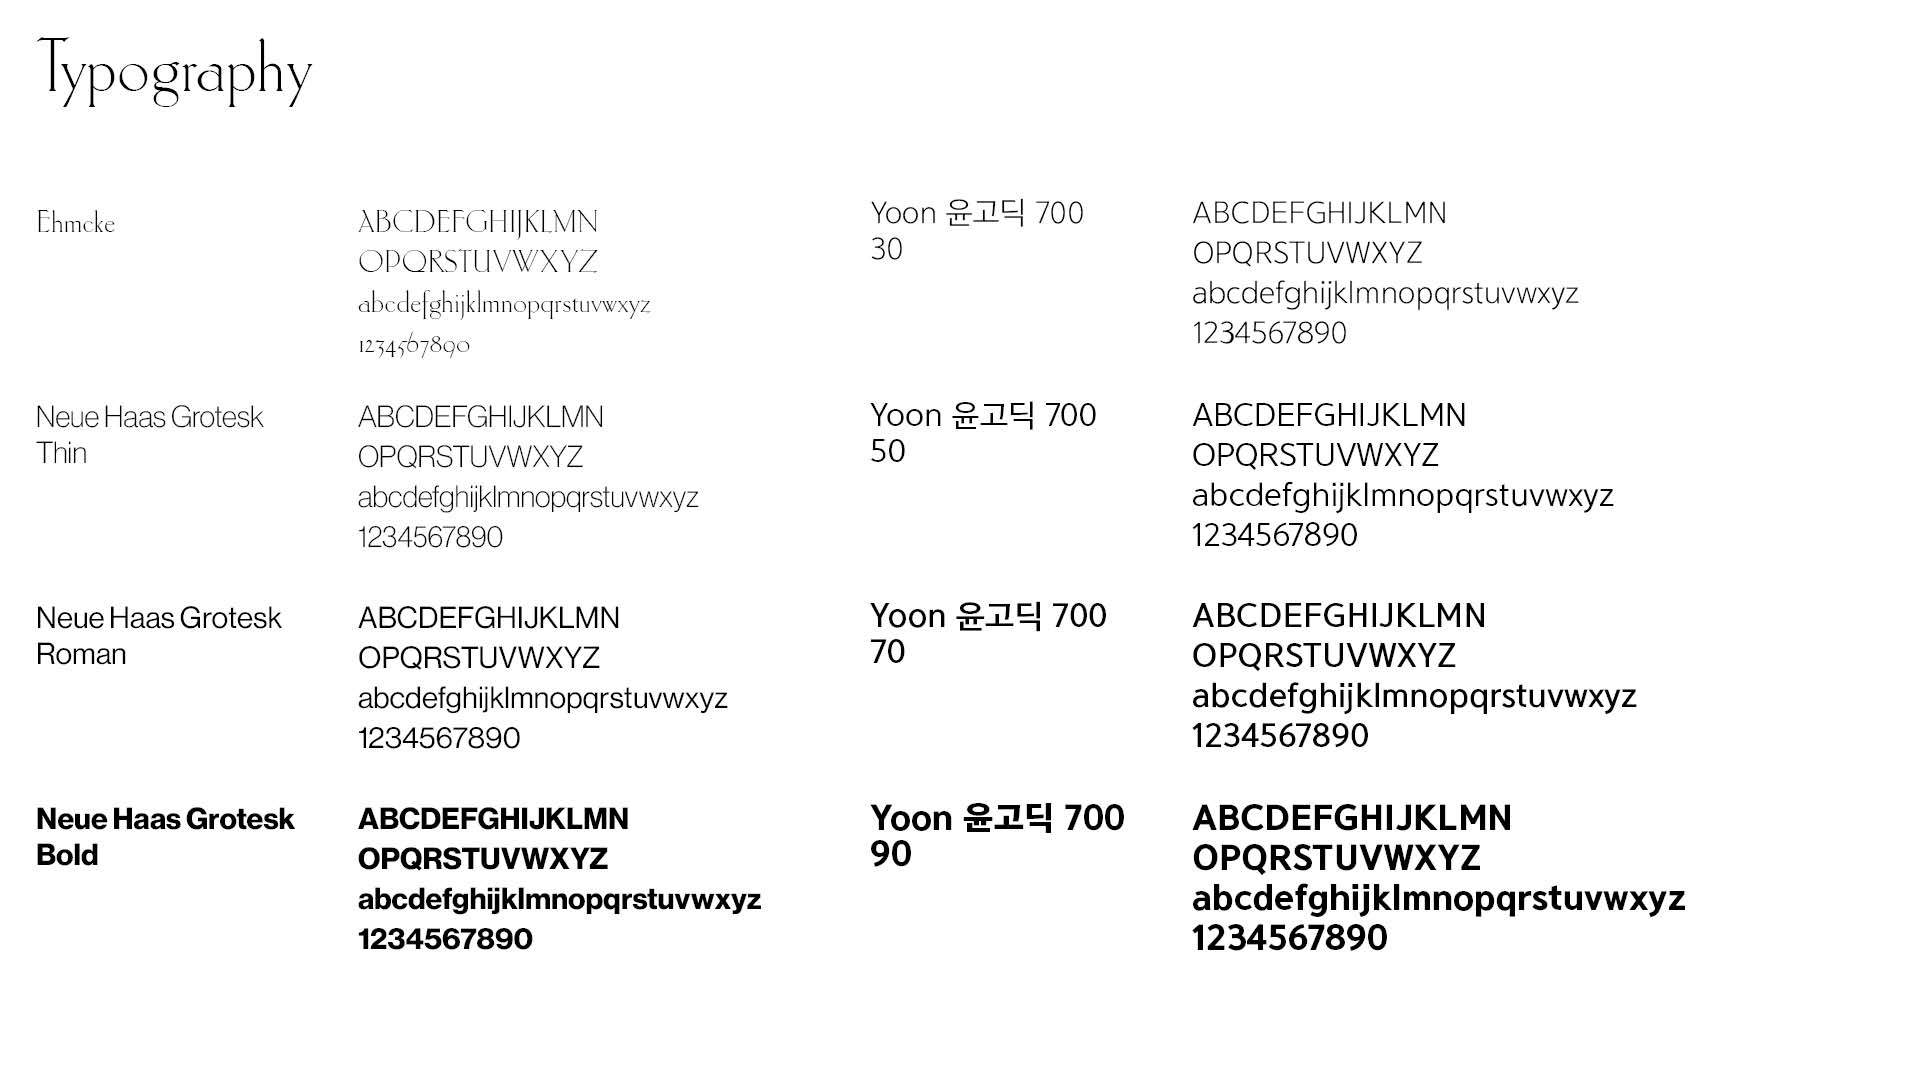 Typography
Ehmcke
ABCDEFGHIJKLMN
OPQRSTUVWXYZ
abcdefghijklmnopqrstuvwxyz
1234567890
Neue Haas Grotesk
Thin
ABCDEFGHIJKLMN
OPQRSTUVWXYZ
abcdefghijklmnopqrstuvwxyz
1234567890
Neue Haas Grotesk
Roman
ABCDEFGHIJKLMN
OPQRSTUVWXYZ
abcdefghijklmnopqrstuvwxyz
1234567890
Neue Haas Grotesk
Bold
ABCDEFGHIJKLMN
OPQRSTUVWXYZ
abcdefghijklmnopqrstuvwxyz
1234567890
Yoon 윤고딕 700
30
ABCDEFGHIJKLMN
OPQRSTUVWXYZ
abcdefghijklmnopqrstuvwxyz
1234567890
Yoon 윤고딕 700
50
ABCDEFGHIJKLMN
OPQRSTUVWXYZ
abcdefghijklmnopqrstuvwxyz
1234567890
Yoon 윤고딕 700
70
ABCDEFGHIJKLMN
OPQRSTUVWXYZ
abcdefghijklmnopqrstuvwxyz
1234567890
Yoon 윤고딕 700
90
ABCDEFGHIJKLMN
OPQRSTUVWXYZ
abcdefghijklmnopqrstuvwxyz
1234567890